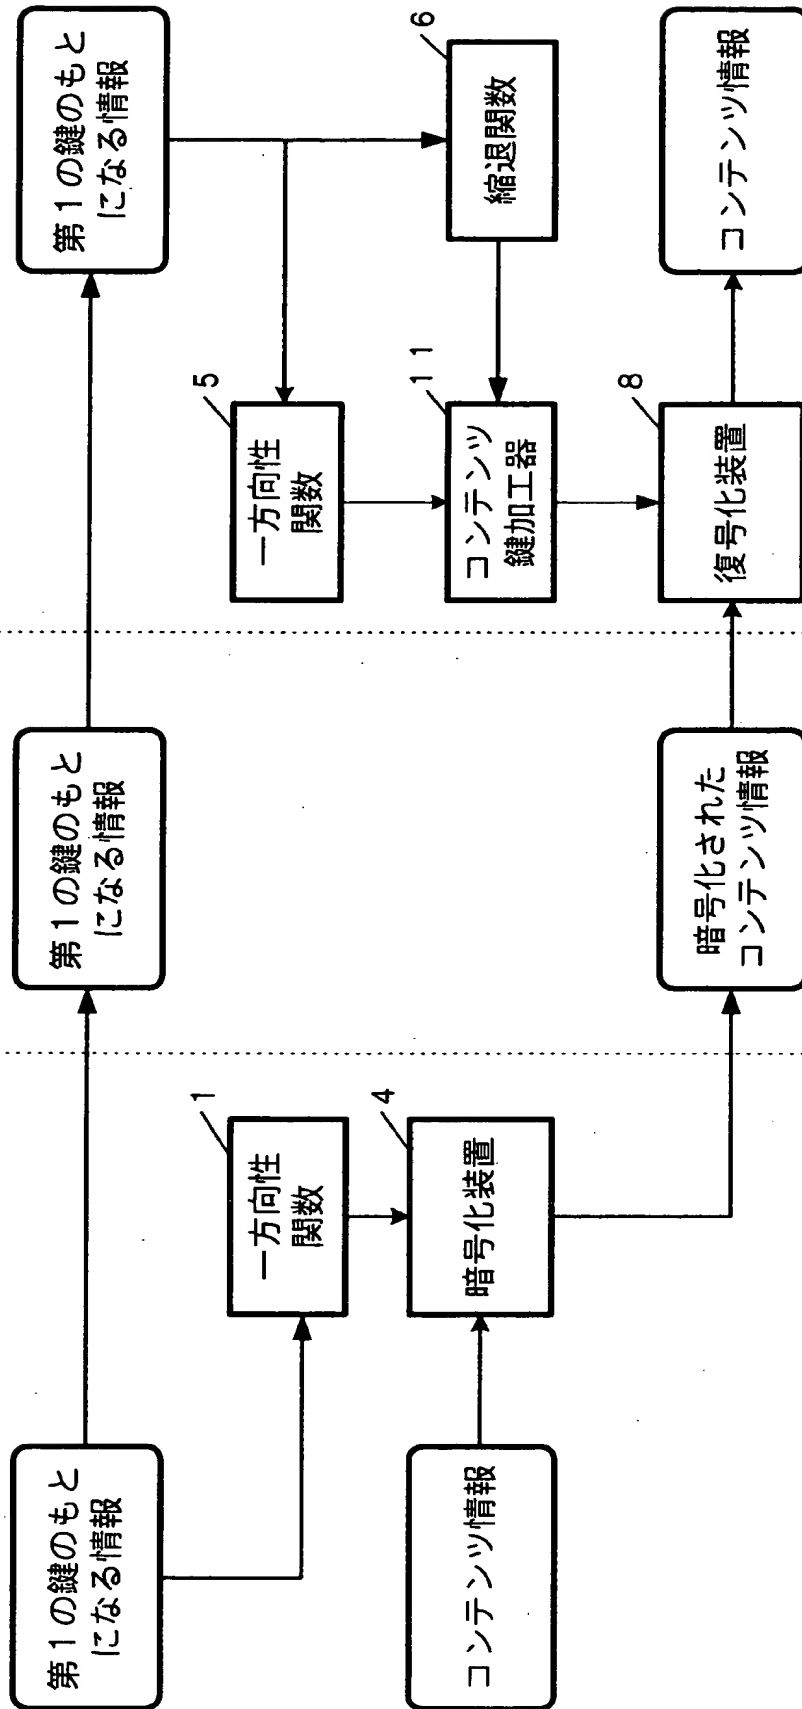 第1の鍵のもと
になる情報
1
一方向性
関数
4
暗号化装置
コンテンツ情報
第1の鍵のもと
になる情報
暗号化された
コンテンツ情報
第1の鍵のもと
になる情報
5
一方向性
関数
6
縮退関数
11
コンテンツ
鍵加工器
8
復号化装置
コンテンツ情報